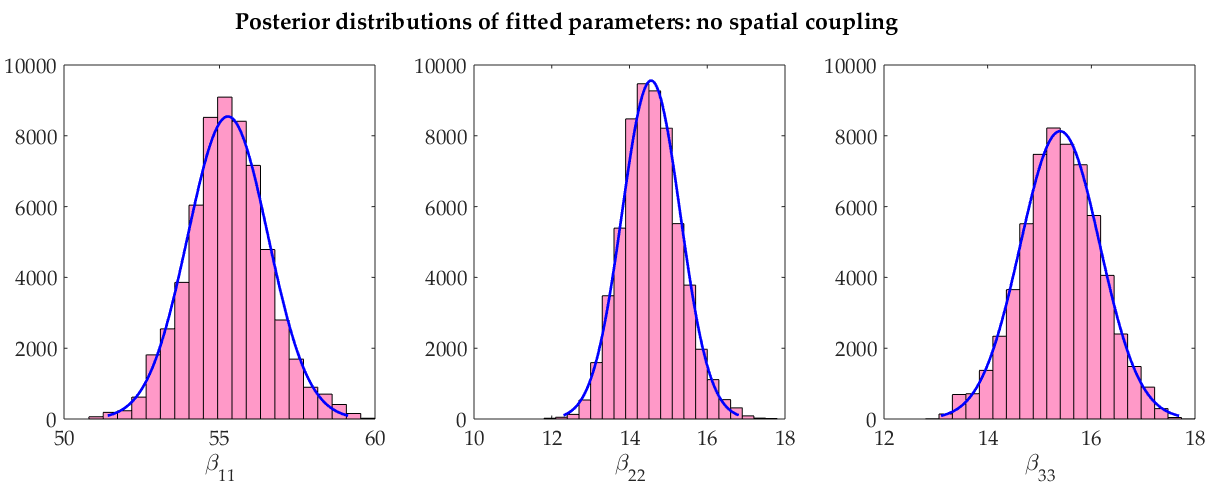 Posterior distributions of fitted parameters: no spatial coupling
10000
8000
6000
4000
2000
0
50 55 60
β₁₁
10000
8000
6000
4000
2000
0
10 12 14 16 18
β₂₂
10000
8000
6000
4000
2000
0
12 14 16 18
β₃₃